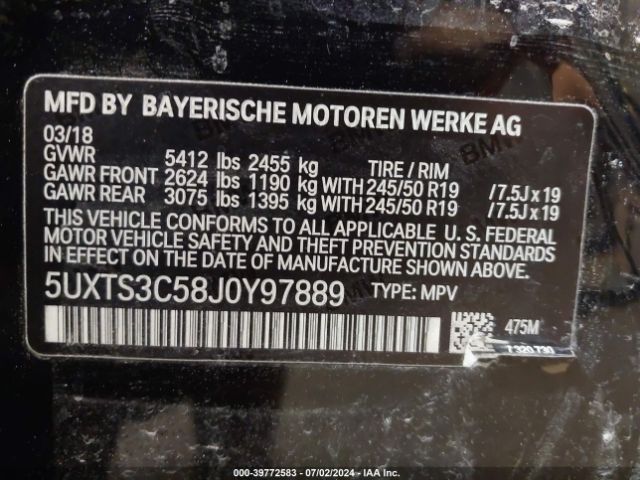 MFD BY BAYERISCHE MOTOREN WERKE AG
03/18
GVWR 5412 lbs 2455 kg TIRE / RIM
GAWR FRONT 2624 lbs 1190 kg WITH 245/50 R19 /7.5J x 19
GAWR REAR 3075 lbs 1395 kg WITH 245/50 R19 /7.5J x 19
THIS VEHICLE CONFORMS TO ALL APPLICABLE U. S. FEDERAL
MOTOR VEHICLE SAFETY AND THEFT PREVENTION STANDARDS
IN EFFECT ON THE DATE OF MANUFACTURE SHOWN ABOVE.
5UXTS3C58J0Y97889 TYPE: MPV
475M
000-39772583 - 07/02/2024 - IAA Inc.